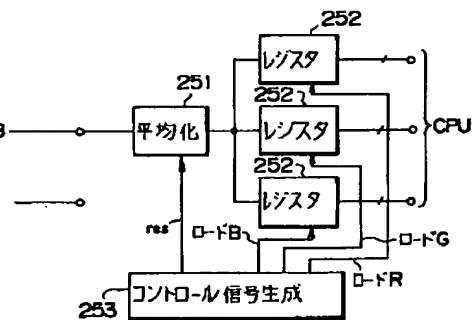 252
レジスタ
251
平均化
252
レジスタ
CPU
252
レジスタ
res
ロードB
ロードG
ロードR
253
コントロール信号生成